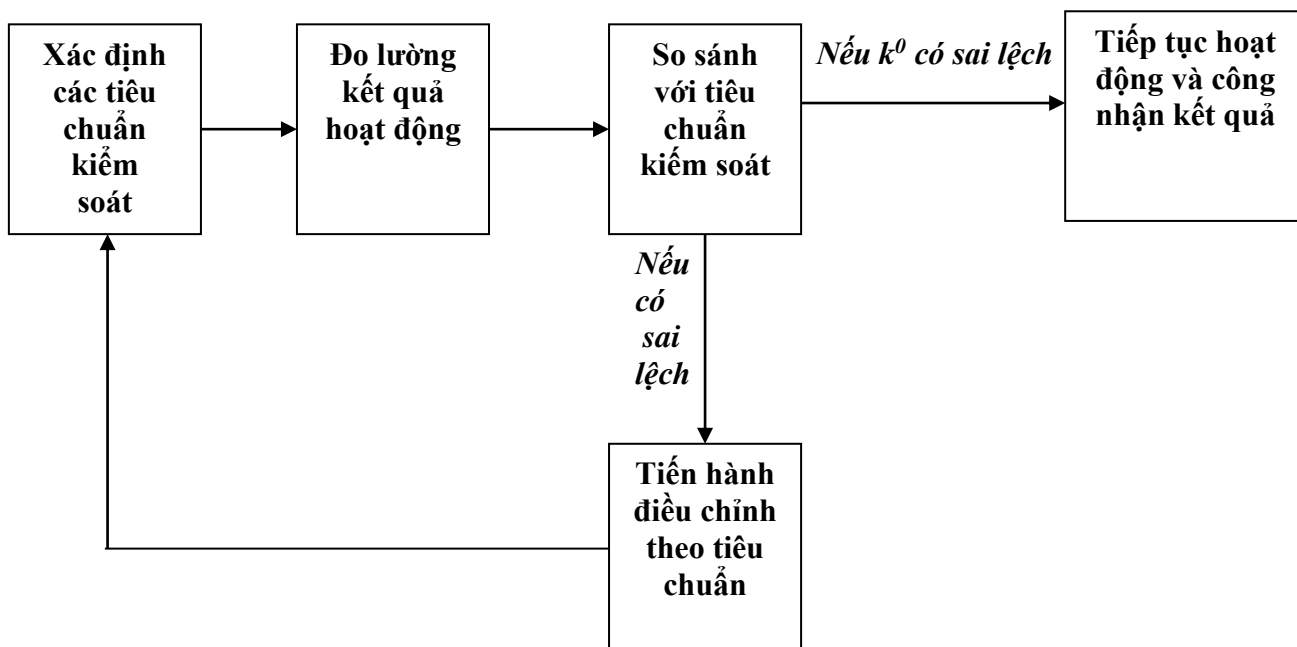 Xác định
các tiêu
chuẩn
kiểm
soát
Đo lường
kết quả
hoạt động
So sánh
với tiêu
chuẩn
kiếm soát
Nếu k⁰ có sai lệch
Tiếp tục hoạt
động và công
nhận kết quả
Nếu
có
sai
lệch
Tiến hành
điều chỉnh
theo tiêu
chuẩn